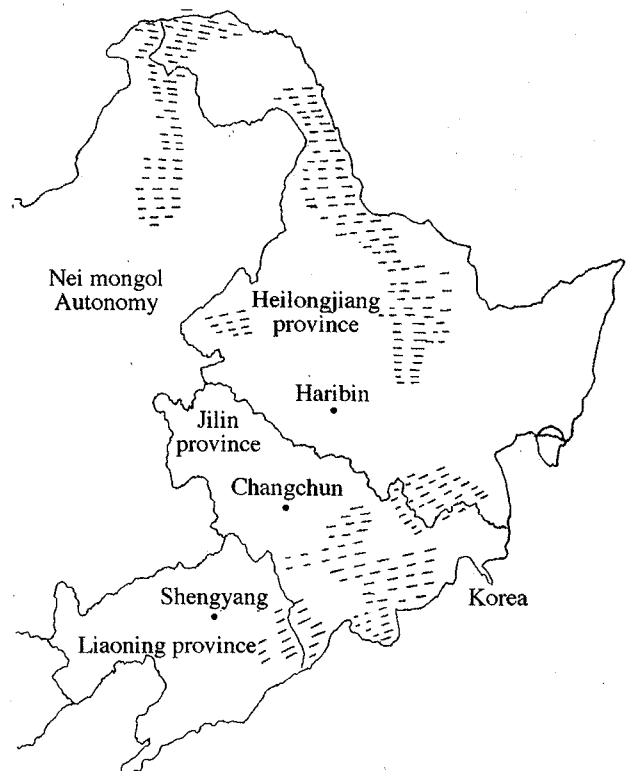 Nei mongol
Autonomy
Heilongjiang
province
Haribin
Jilin
province
Changchun
Shengyang
Liaoning province
Korea